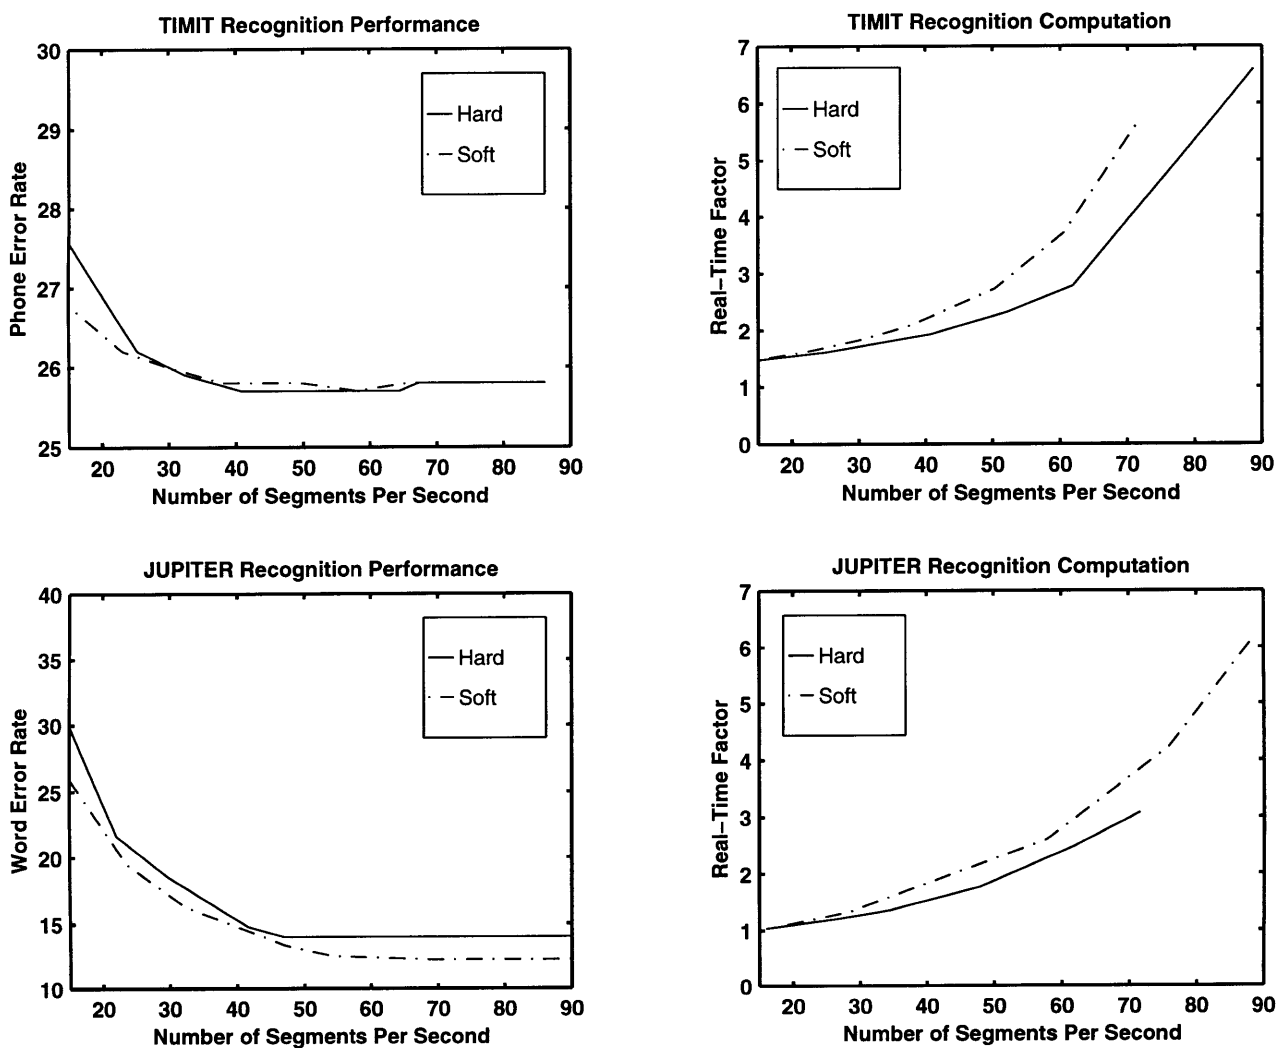 TIMIT Recognition Performance
30
29
28
27
26
25
Phone Error Rate
Hard
Soft
20 30 40 50 60 70 80 90
Number of Segments Per Second
TIMIT Recognition Computation
7
6
5
4
3
2
1
0
Real-Time Factor
Hard
Soft
20 30 40 50 60 70 80 90
Number of Segments Per Second
JUPITER Recognition Performance
40
35
30
25
20
15
10
Word Error Rate
Hard
Soft
20 30 40 50 60 70 80 90
Number of Segments Per Second
JUPITER Recognition Computation
7
6
5
4
3
2
1
0
Real-Time Factor
Hard
Soft
20 30 40 50 60 70 80 90
Number of Segments Per Second